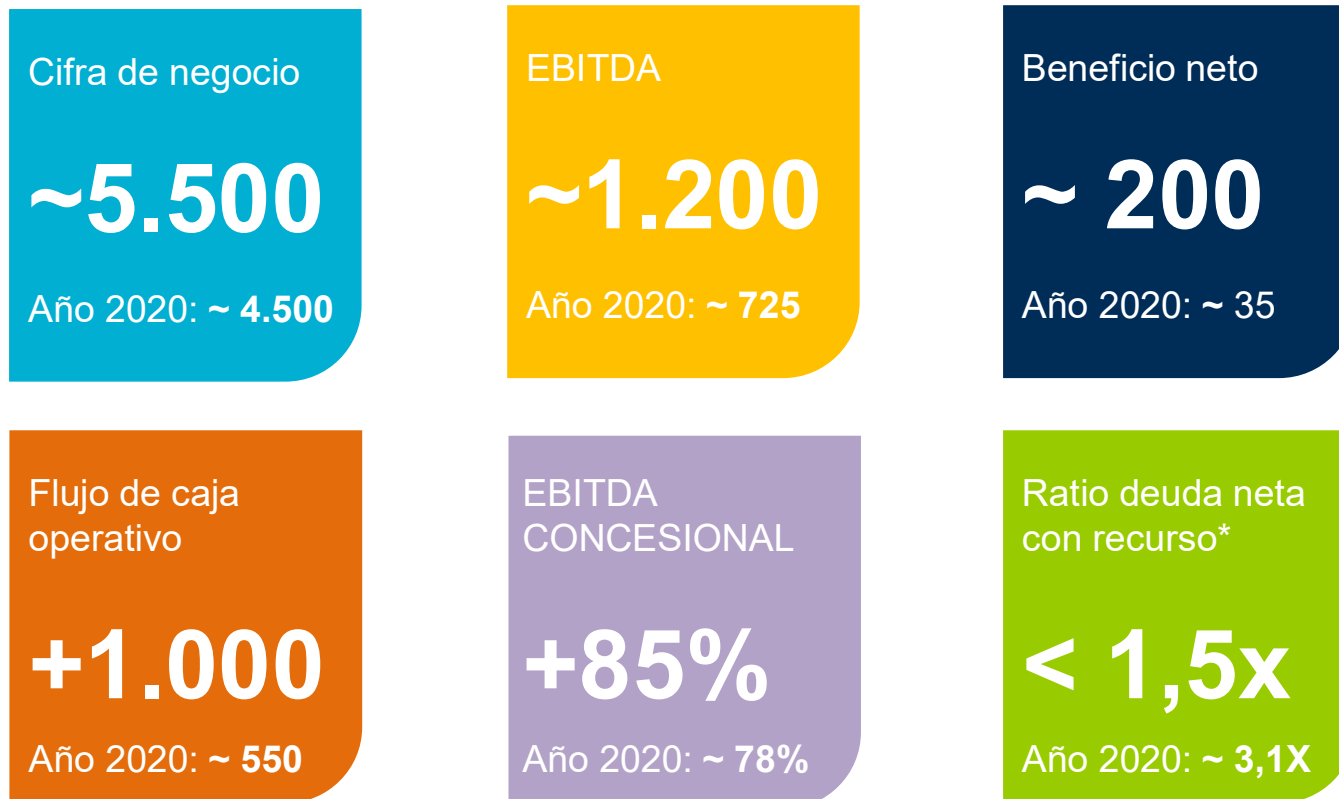 Cifra de negocio
~5.500
Año 2020: ~ 4.500
EBITDA
~1.200
Año 2020: ~ 725
Beneficio neto
~ 200
Año 2020: ~ 35
Flujo de caja
operativo
+1.000
Año 2020: ~ 550
EBITDA
CONCESIONAL
+85%
Año 2020: ~ 78%
Ratio deuda neta
con recurso*
< 1,5x
Año 2020: ~ 3,1X